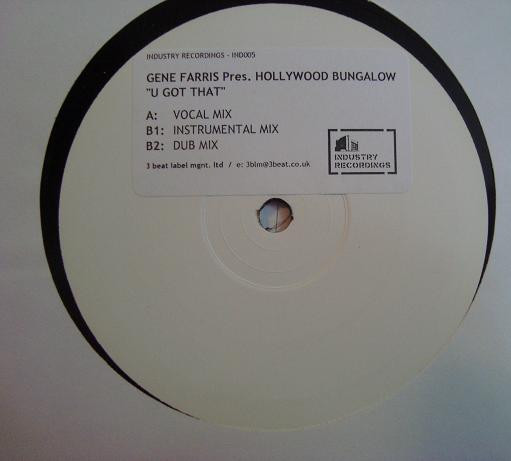 INDUSTRY RECORDINGS - IND005
GENE FARRIS Pres. HOLLYWOOD BUNGALOW
"U GOT THAT"
A: VOCAL MIX
B1: INSTRUMENTAL MIX
B2: DUB MIX
3 beat label mgnt. ltd / e: 3blm@3beat.co.uk
INDUSTRY
RECORDINGS